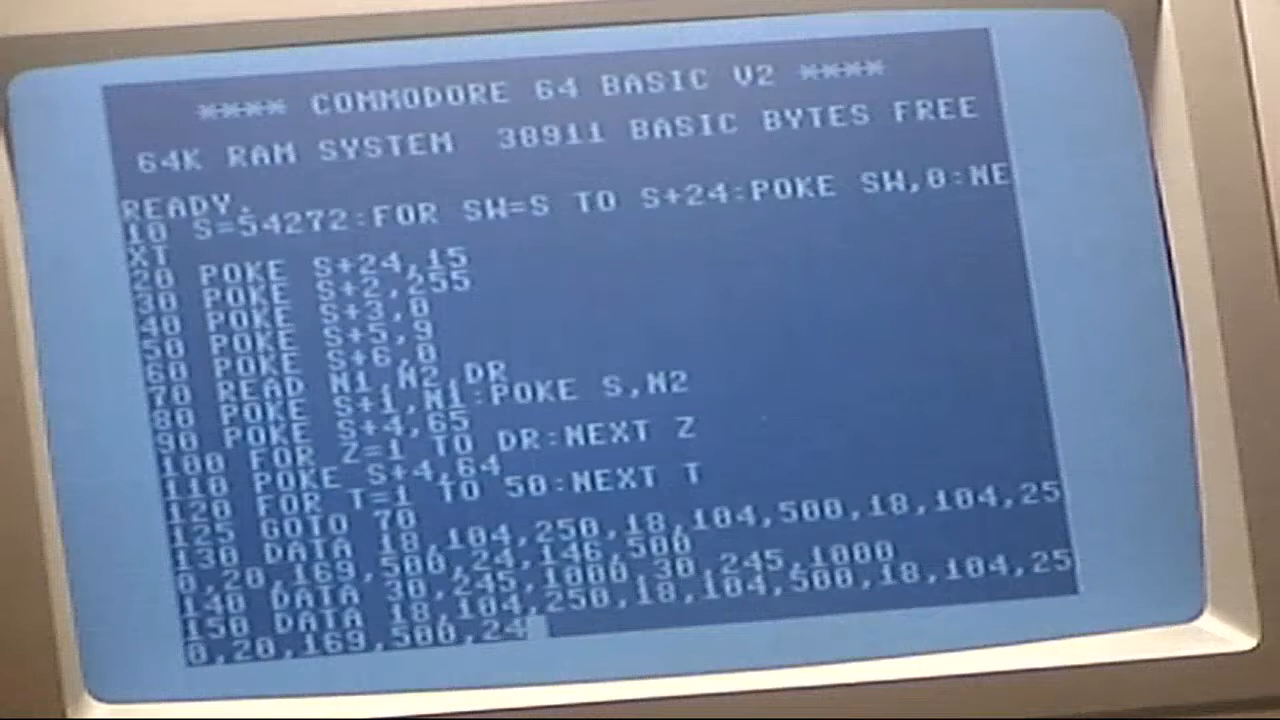 **** COMMODORE 64 BASIC V2 ****
64K RAM SYSTEM 38911 BASIC BYTES FREE
READY.
10 S=54272:FOR SW=S TO S+24:POKE SW,0:NE
XT
20 POKE S+24,15
30 POKE S+2,255
40 POKE S+3,0
50 POKE S+5,9
60 POKE S+6,0
70 READ N1,N2,DR
80 POKE S+1,N1:POKE S,N2
90 POKE S+4,65
100 FOR Z=1 TO DR:NEXT Z
110 POKE S+4,64
120 FOR T=1 TO 50:NEXT T
125 GOTO 70
130 DATA 18,104,250,18,104,500,18,104,25
0,20,169,500,24,146,500
140 DATA 30,245,1000,30,245,1000
150 DATA 18,104,250,18,104,500,18,104,25
0,20,169,500,24